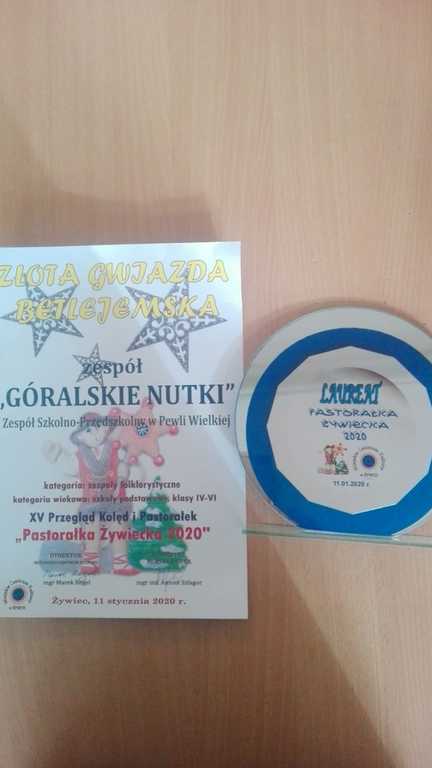 ZŁOTA GWIAZDA
BETLEJEMSKA
zespół
„GÓRALSKIE NUTKI”
Zespół Szkolno-Przedszkolny w Pewli Wielkiej
kategoria: zespoły folklorystyczne
kategoria wiekowa: szkoły podstawowe, klasy IV-VI
XV Przegląd Kolęd i Pastorałek
„Pastorałka Żywiecka 2020"
DYREKTOR
mgr Marek
mgr inż. Antoni Szlagor
Żywiec, 11 stycznia 2020 r.
LAUREAT
PASTORAŁKA
ŻYWIECKA
2020
11.01.2020 r.